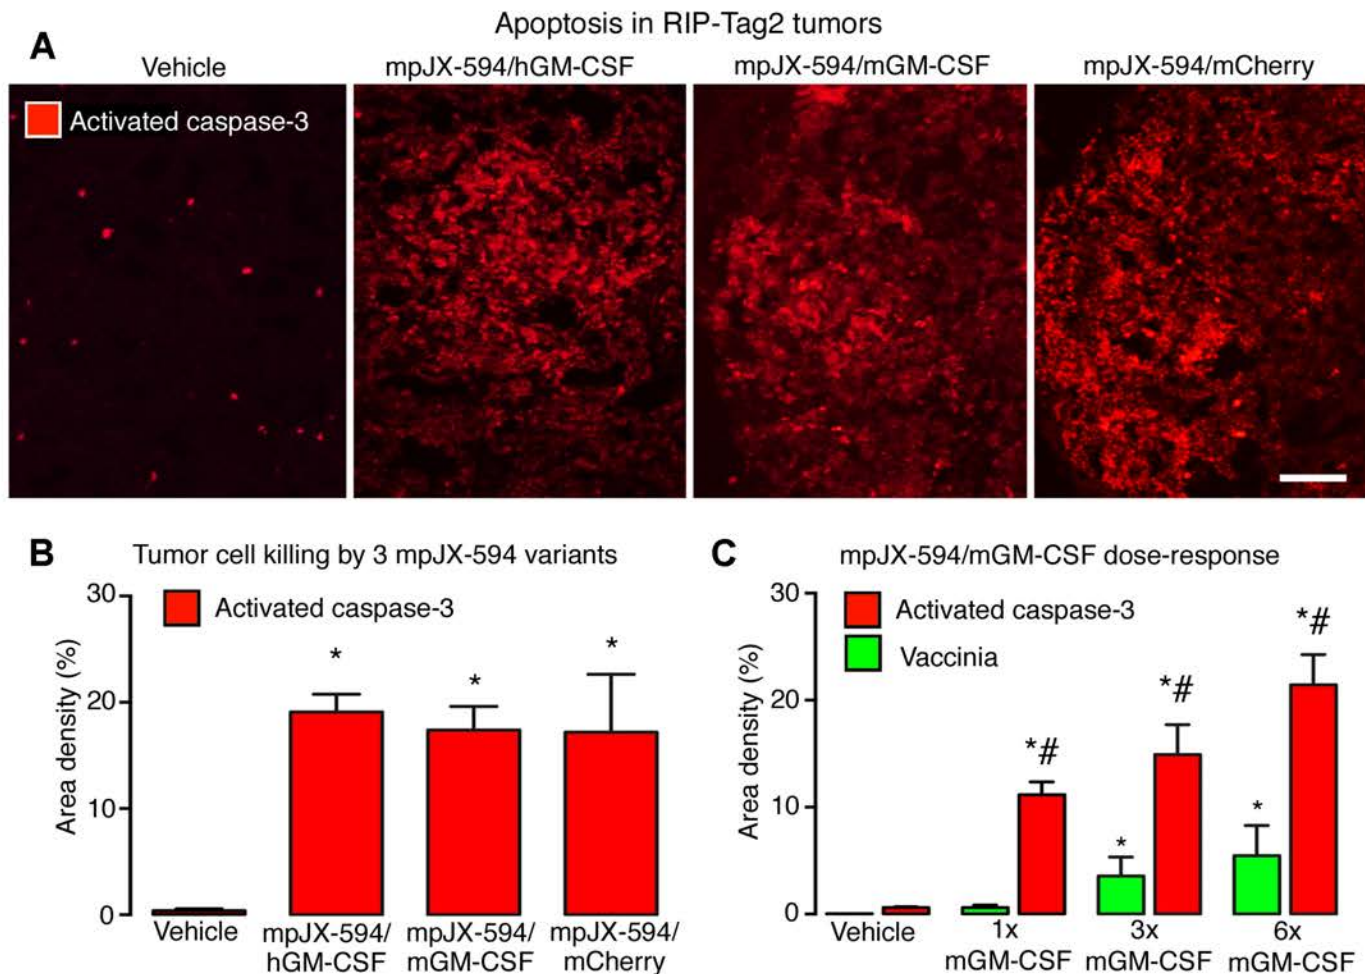 Apoptosis in RIP-Tag2 tumors
A
Vehicle
mpJX-594/hGM-CSF
mpJX-594/mGM-CSF
mpJX-594/mCherry
Activated caspase-3
B
Tumor cell killing by 3 mpJX-594 variants
Activated caspase-3
Area density (%)
30
20
10
0
*
*
*
Vehicle
mpJX-594/
hGM-CSF
mpJX-594/
mGM-CSF
mpJX-594/
mCherry
C
mpJX-594/mGM-CSF dose-response
Activated caspase-3
Vaccinia
Area density (%)
30
20
10
0
*#
*
*#
*
*#
Vehicle
1x
mGM-CSF
3x
mGM-CSF
6x
mGM-CSF